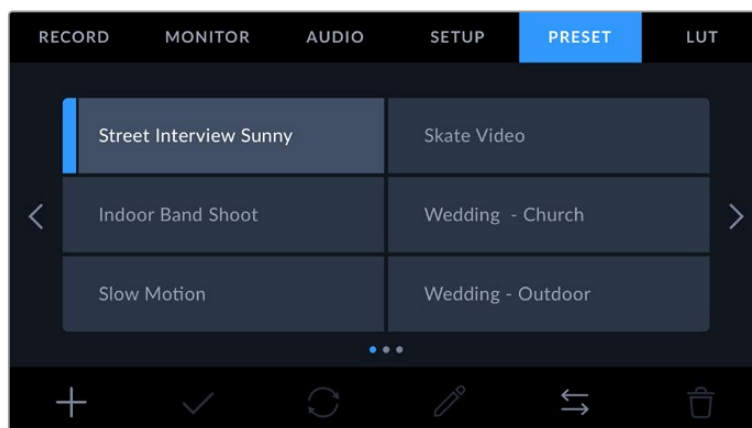 RECORD MONITOR AUDIO SETUP PRESET LUT
Street Interview Sunny Skate Video
Indoor Band Shoot Wedding - Church
Slow Motion Wedding - Outdoor